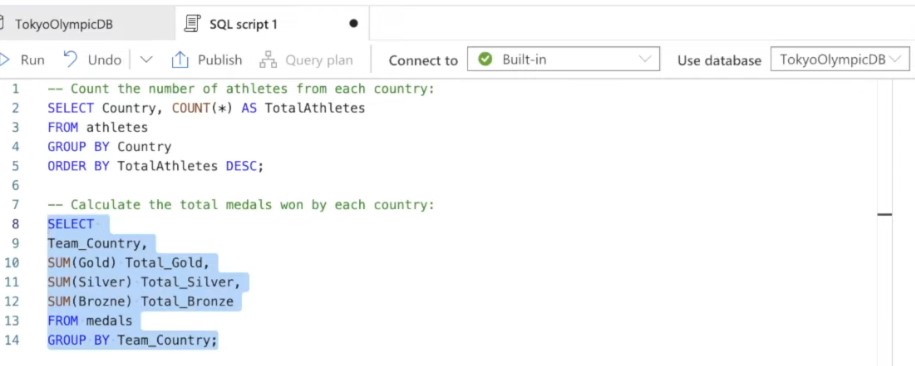 TokyoOlympicDB SQL script 1
Run Undo Publish Query plan Connect to Built-in Use database TokyoOlympicDB
1 -- Count the number of athletes from each country:
2 SELECT Country, COUNT(*) AS TotalAthletes
3 FROM athletes
4 GROUP BY Country
5 ORDER BY TotalAthletes DESC;
6
7 -- Calculate the total medals won by each country:
8 SELECT
9 Team_Country,
10 SUM(Gold) Total_Gold,
11 SUM(Silver) Total_Silver,
12 SUM(Brozne) Total_Bronze
13 FROM medals
14 GROUP BY Team_Country;